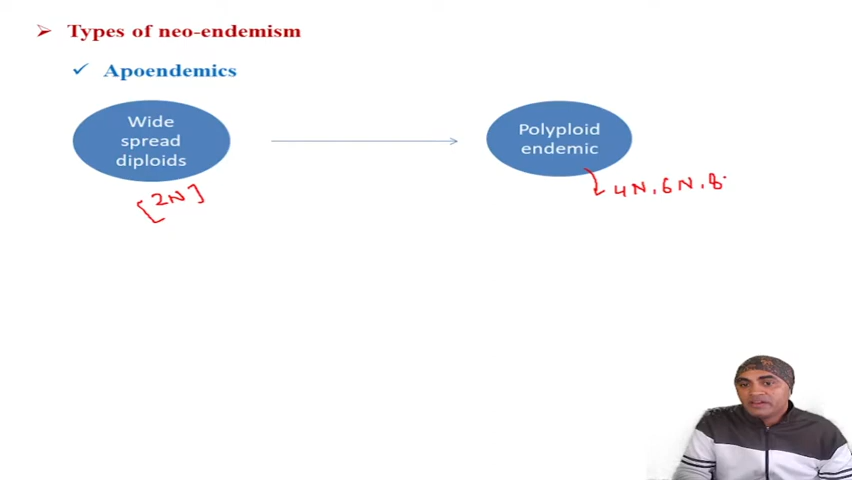 ➢ Types of neo-endemism
✓ Apoendemics
Wide
spread
diploids
Polyploid
endemic
[2N]
4N, 6N, 8